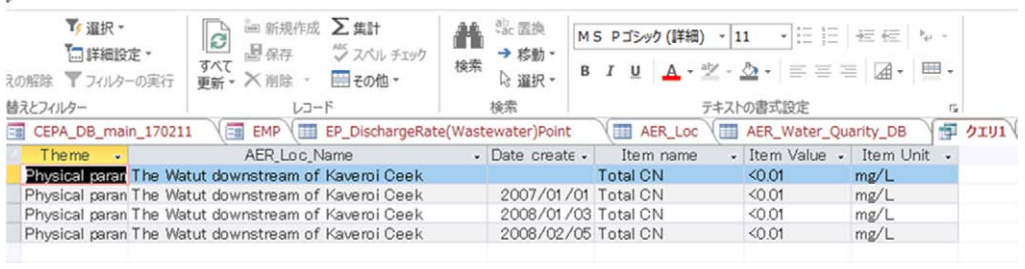 選択
新規作成
集計
ab ac 置換
MS Pゴシック (詳細)
11
詳細設定
すべて更新
保存
ABC スペル チェック
検索
移動
えの解除
フィルターの実行
削除
その他
選択
B I U A
替えとフィルター
レコード
検索
テキストの書式設定
CEPA_DB_main_170211
EMP
EP_DischargeRate(Wastewater)Point
AER_Loc
AER_Water_Quarity_DB
クエリ1
Theme AER_Loc_Name Date create Item name Item Value Item Unit
Physical paran The Watut downstream of Kaveroi Ceek Total CN <0.01 mg/L
Physical paran The Watut downstream of Kaveroi Ceek 2007/01/01 Total CN <0.01 mg/L
Physical paran The Watut downstream of Kaveroi Ceek 2008/01/03 Total CN <0.01 mg/L
Physical paran The Watut downstream of Kaveroi Ceek 2008/02/05 Total CN <0.01 mg/L